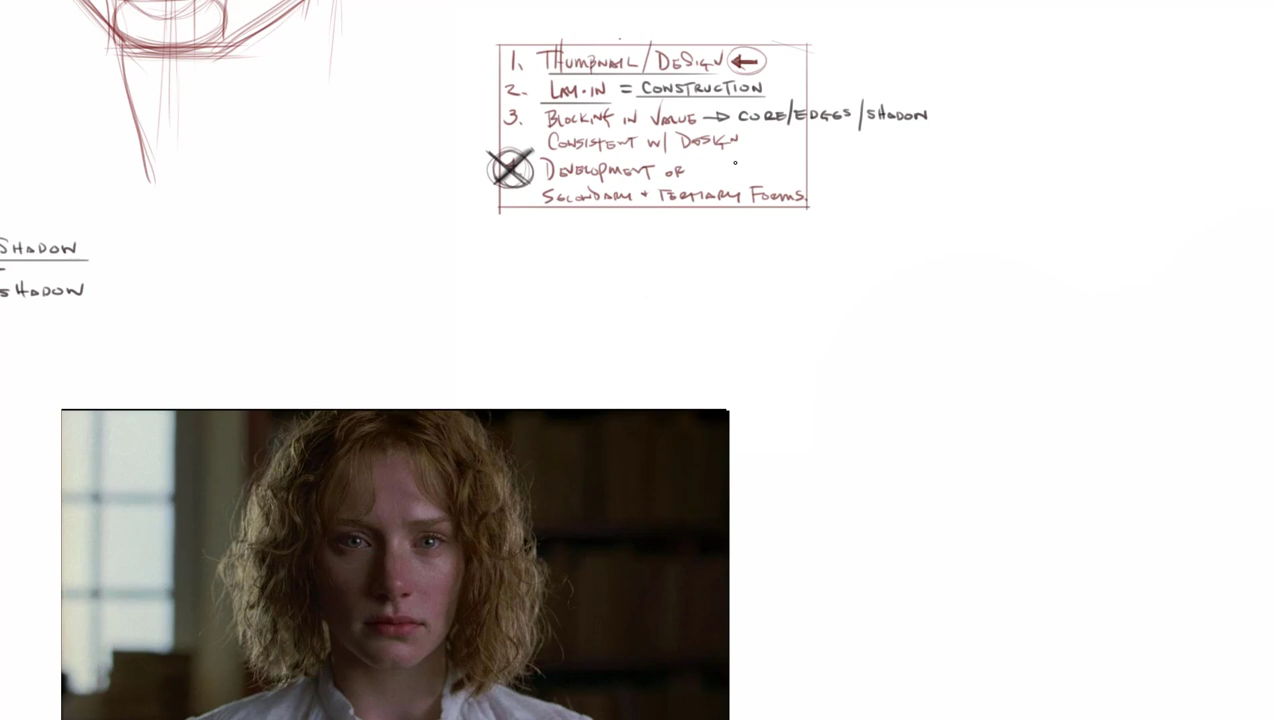 1. THUMBNAIL/DESIGN ←
2. LAY-IN = CONSTRUCTION
3. BLOCKING IN VALUE → CORE/EDGES/SHADOW
CONSISTENT W/ DESIGN
DEVELOPMENT OF
SECONDARY + TERTIARY FORMS.
SHADOW
SHADOW